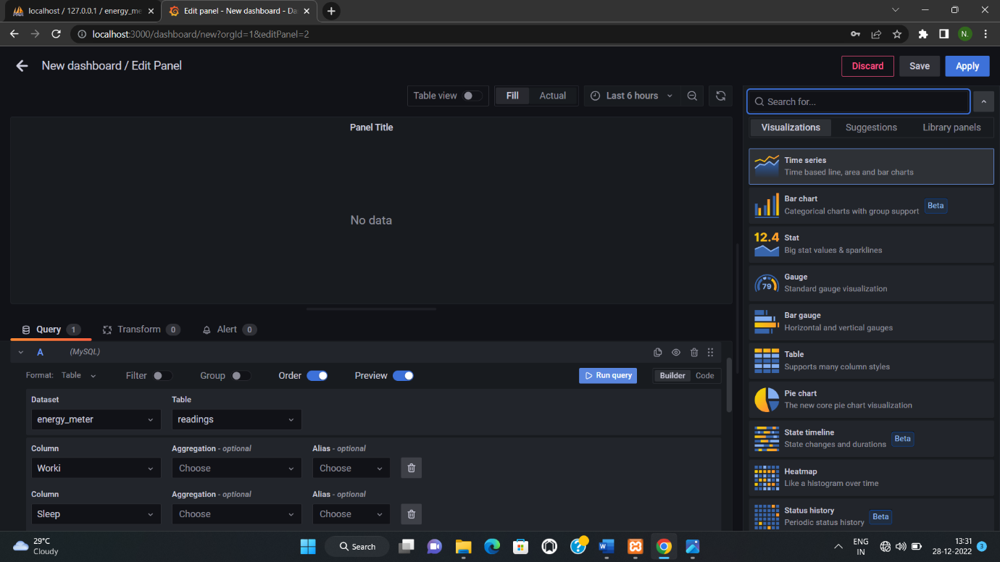 localhost / 127.0.0.1 / energy_me
Edit panel - New dashboard - Da
localhost:3000/dashboard/new?orgId=1&editPanel=2
N.
New dashboard / Edit Panel
Discard
Save
Apply
Table view
Fill
Actual
Last 6 hours
Search for...
Visualizations
Suggestions
Library panels
Panel Title
No data
Time series
Time based line, area and bar charts
Bar chart
Categorical charts with group support
Beta
12.4
Stat
Big stat values & sparklines
79
Gauge
Standard gauge visualization
Bar gauge
Horizontal and vertical gauges
Table
Supports many column styles
Pie chart
The new core pie chart visualization
State timeline
State changes and durations
Beta
Heatmap
Like a histogram over time
Status history
Periodic status history
Beta
Query 1
Transform 0
Alert 0
A (MySQL)
Format: Table
Filter
Group
Order
Preview
Run query
Builder
Code
Dataset
Table
energy_meter
readings
Column
Aggregation - optional
Alias - optional
Worki
Choose
Choose
Column
Aggregation - optional
Alias - optional
Sleep
Choose
Choose
29°C
Cloudy
Search
W
?
ENG
IN
13:31
28-12-2022
3